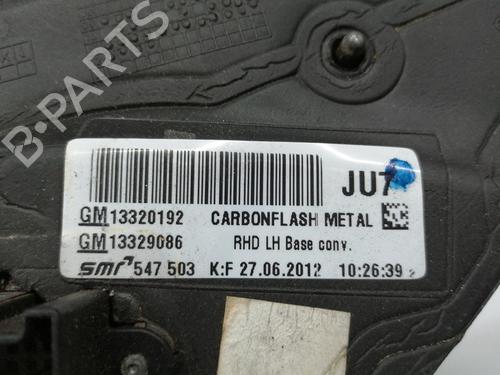 B-PARTS
JU7
GM 13320192 CARBONFLASH METAL
GM 13329686 RHD LH Base conv.
smr 547 503 K:F 27.06.2012 10:26:39